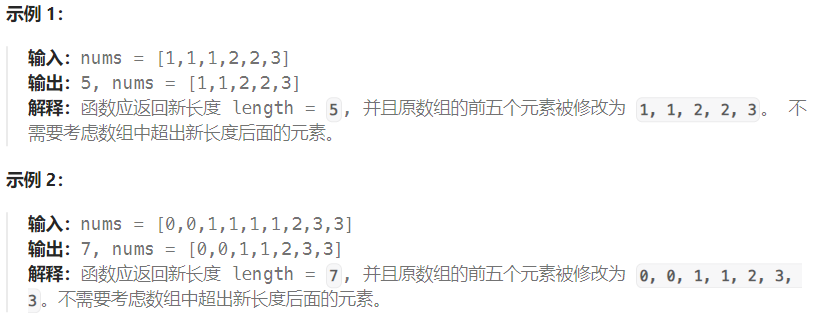 示例 1：
输入：nums = [1,1,1,2,2,3]
输出：5, nums = [1,1,2,2,3]
解释：函数应返回新长度 length = 5, 并且原数组的前五个元素被修改为 1, 1, 2, 2, 3。 不
需要考虑数组中超出新长度后面的元素。
示例 2：
输入：nums = [0,0,1,1,1,1,2,3,3]
输出：7, nums = [0,0,1,1,2,3,3]
解释：函数应返回新长度 length = 7, 并且原数组的前五个元素被修改为 0, 0, 1, 1, 2, 3,
3。不需要考虑数组中超出新长度后面的元素。